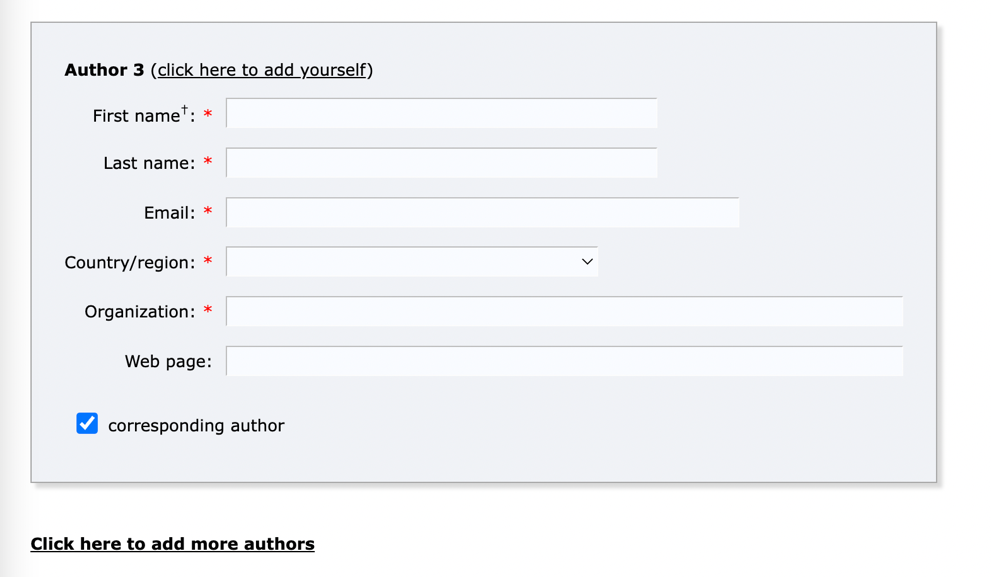 Author 3 (click here to add yourself)
First name†: *
Last name: *
Email: *
Country/region: *
Organization: *
Web page:
corresponding author
Click here to add more authors